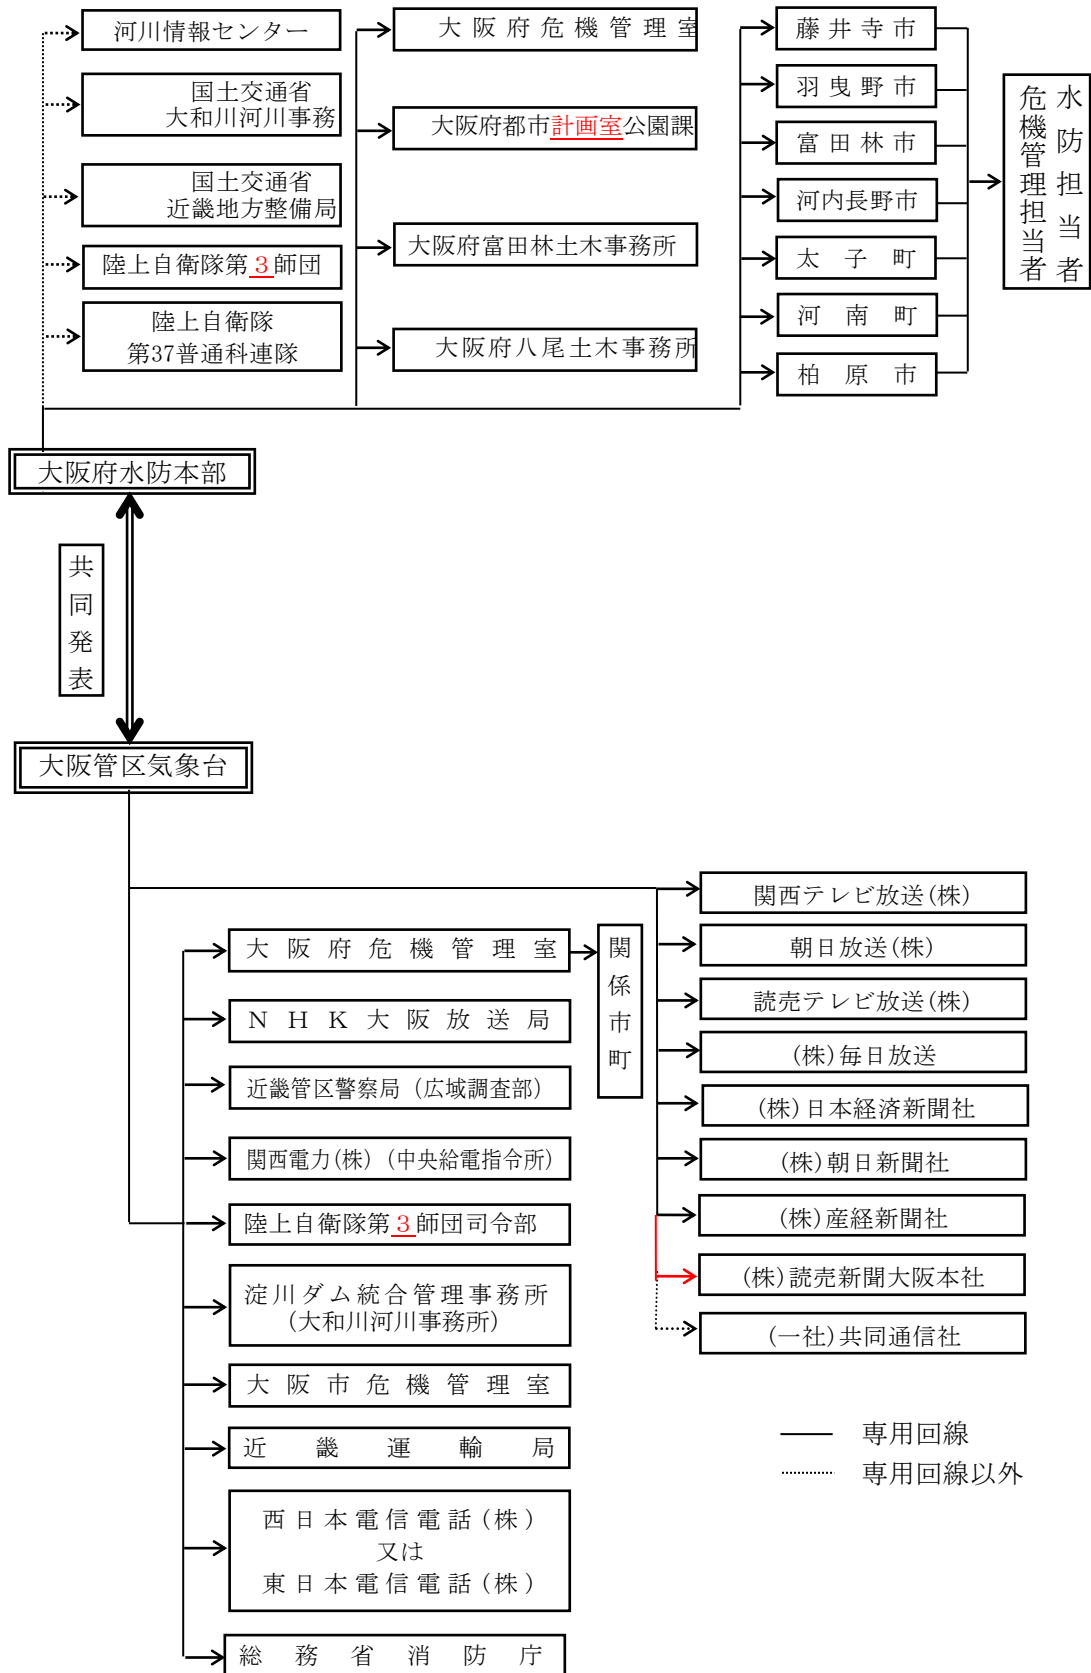 河川情報センター
国土交通省
大和川河川事務
国土交通省
近畿地方整備局
陸上自衛隊第３師団
陸上自衛隊
第37普通科連隊
大阪府危機管理室
大阪府都市計画室公園課
大阪府富田林土木事務所
大阪府八尾土木事務所
藤井寺市
羽曳野市
富田林市
河内長野市
太子町
河南町
柏原市
水防担当者
危機管理担当者
大阪府水防本部
共同発表
大阪管区気象台
大阪府危機管理室
ＮＨＫ大阪放送局
近畿管区警察局（広域調査部）
関西電力(株)（中央給電指令所）
陸上自衛隊第３師団司令部
淀川ダム統合管理事務所
(大和川河川事務所)
大阪市危機管理室
近畿運輸局
西日本電信電話(株)
又は
東日本電信電話(株)
総務省消防庁
関係市町
関西テレビ放送(株)
朝日放送(株)
読売テレビ放送(株)
(株)毎日放送
(株)日本経済新聞社
(株)朝日新聞社
(株)産経新聞社
(株)読売新聞大阪本社
(一社)共同通信社
専用回線
専用回線以外